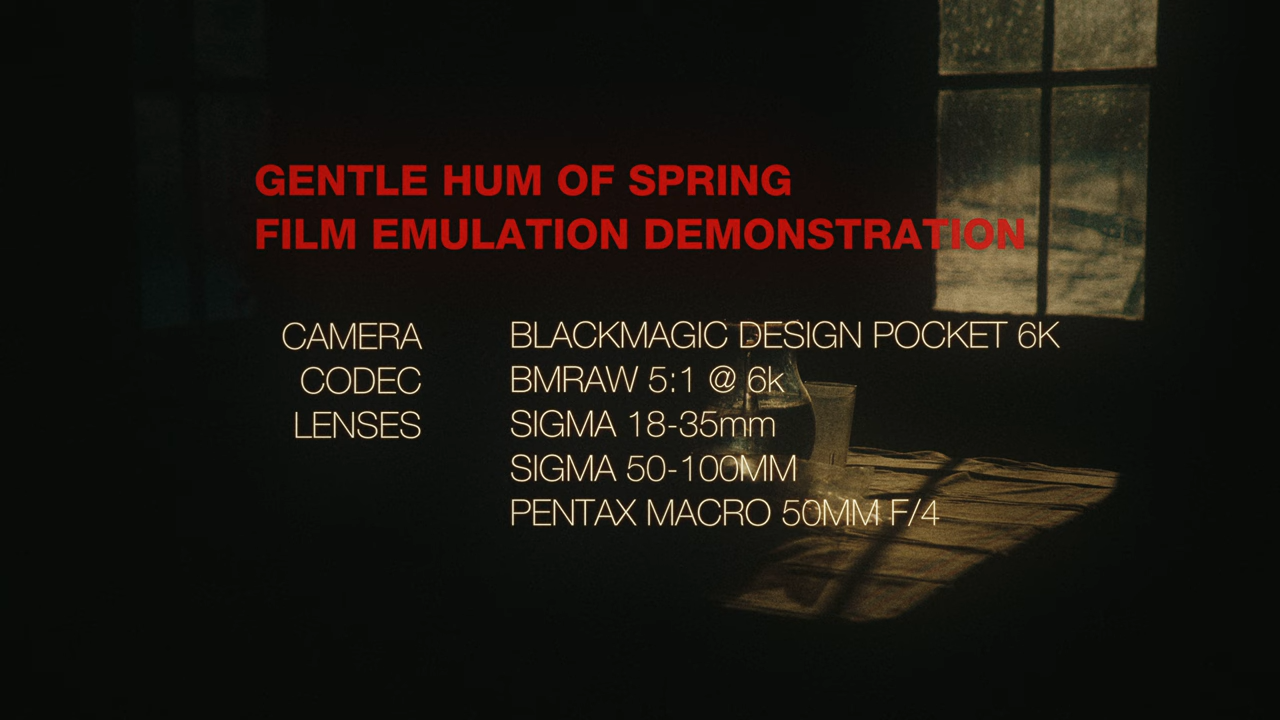 GENTLE HUM OF SPRING
FILM EMULATION DEMONSTRATION
CAMERA BLACKMAGIC DESIGN POCKET 6K
CODEC BMRAW 5:1 @ 6k
LENSES SIGMA 18-35mm
SIGMA 50-100MM
PENTAX MACRO 50MM F/4